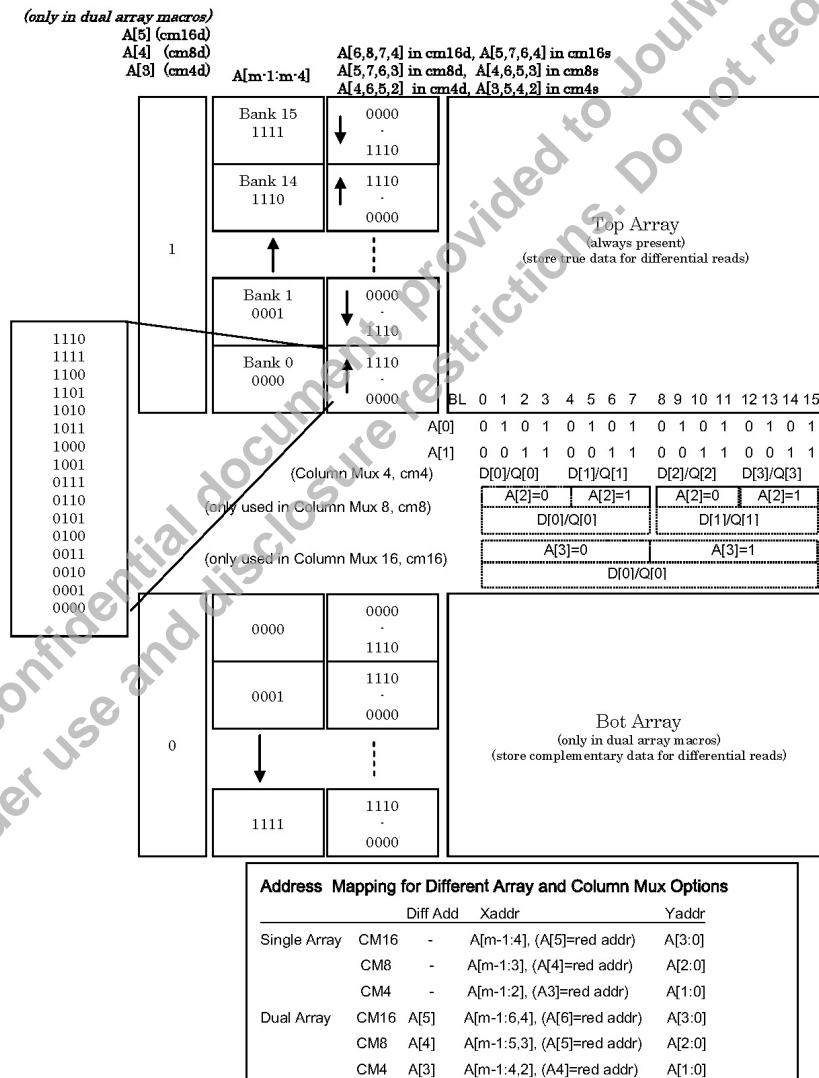 (only in dual array macros)
A[5] (cm16d)
A[4] (cm8d)
A[3] (cm4d)
A[m-1:m-4]
A[6,8,7,4] in cm16d, A[5,7,6,4] in cm16s
A[5,7,6,3] in cm8d, A[4,6,5,3] in cm8s
A[4,6,5,2] in cm4d, A[3,5,4,2] in cm4s
1
Bank 15
1111
0000
.
1110
Bank 14
1110
1110
.
0000
Bank 1
0001
0000
.
1110
Bank 0
0000
1110
.
0000
Top Array
(always present)
(store true data for differential reads)
1110
1111
1100
1101
1010
1011
1000
1001
0111
0110
0101
0100
0011
0010
0001
0000
BL 0 1 2 3 4 5 6 7 8 9 10 11 12 13 14 15
A[0] 0 1 0 1 0 1 0 1 0 1 0 1 0 1 0 1
A[1] 0 0 1 1 0 0 1 1 0 0 1 1 0 0 1 1
(Column Mux 4, cm4) D[0]/Q[0] D[1]/Q[1] D[2]/Q[2] D[3]/Q[3]
A[2]=0 A[2]=1 A[2]=0 A[2]=1
(only used in Column Mux 8, cm8) D[0]/Q[0] D[1]/Q[1]
A[3]=0 A[3]=1
(only used in Column Mux 16, cm16)
D[0]/Q[0]
0
0000
0000
.
1110
0001
1110
.
0000
1111
1110
.
0000
Bot Array
(only in dual array macros)
(store complementary data for differential reads)
Address Mapping for Different Array and Column Mux Options
Diff Add Xaddr Yaddr
Single Array CM16 - A[m-1:4], (A[5]=red addr) A[3:0]
CM8 - A[m-1:3], (A[4]=red addr) A[2:0]
CM4 - A[m-1:2], (A3]=red addr) A[1:0]
Dual Array CM16 A[5] A[m-1:6,4], (A[6]=red addr) A[3:0]
CM8 A[4] A[m-1:5,3], (A[5]=red addr) A[2:0]
CM4 A[3] A[m-1:4,2], (A4]=red addr) A[1:0]
confidential document, provided to Joulw
der use and disclosure restrictions. Do not rec